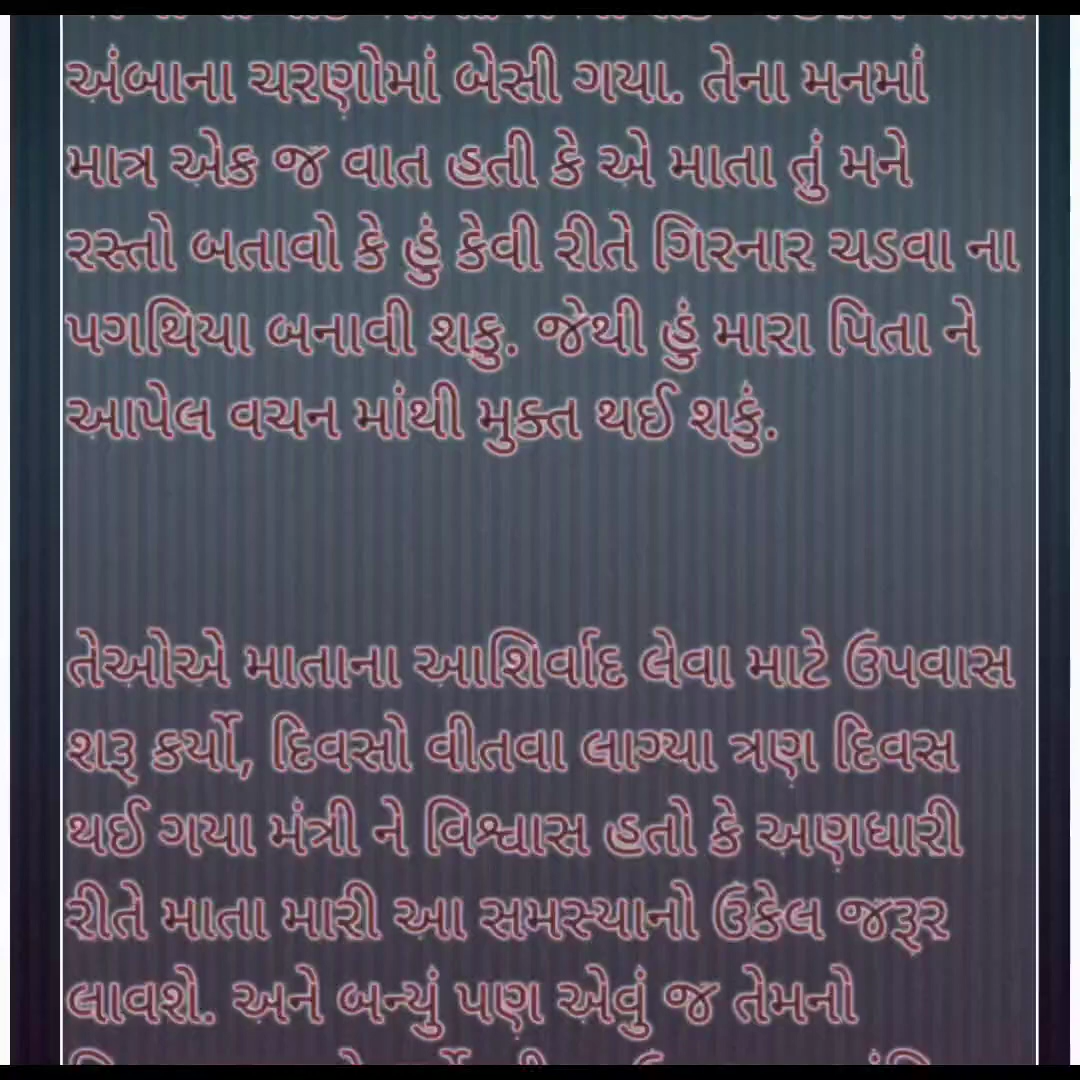 અંબાના ચરણોમાં બેસી ગયા. તેના મનમાં
માત્ર એક જ વાત હતી કે એ માતા તું મને
રસ્તો બતાવો કે હું કેવી રીતે ગિરનાર ચડવા ના
પગથિયા બનાવી શકુ. જેથી હું મારા પિતા ને
આપેલ વચન માંથી મુક્ત થઈ શકું.
તેઓએ માતાના આશિર્વાદ લેવા માટે ઉપવાસ
શરૂ કર્યો, દિવસો વીતવા લાગ્યા ત્રણ દિવસ
થઈ ગયા મંત્રી ને વિશ્વાસ હતો કે અણધારી
રીતે માતા મારી આ સમસ્યાનો ઉકેલ જરૂર
લાવશે. અને બન્યું પણ એવું જ તેમનો